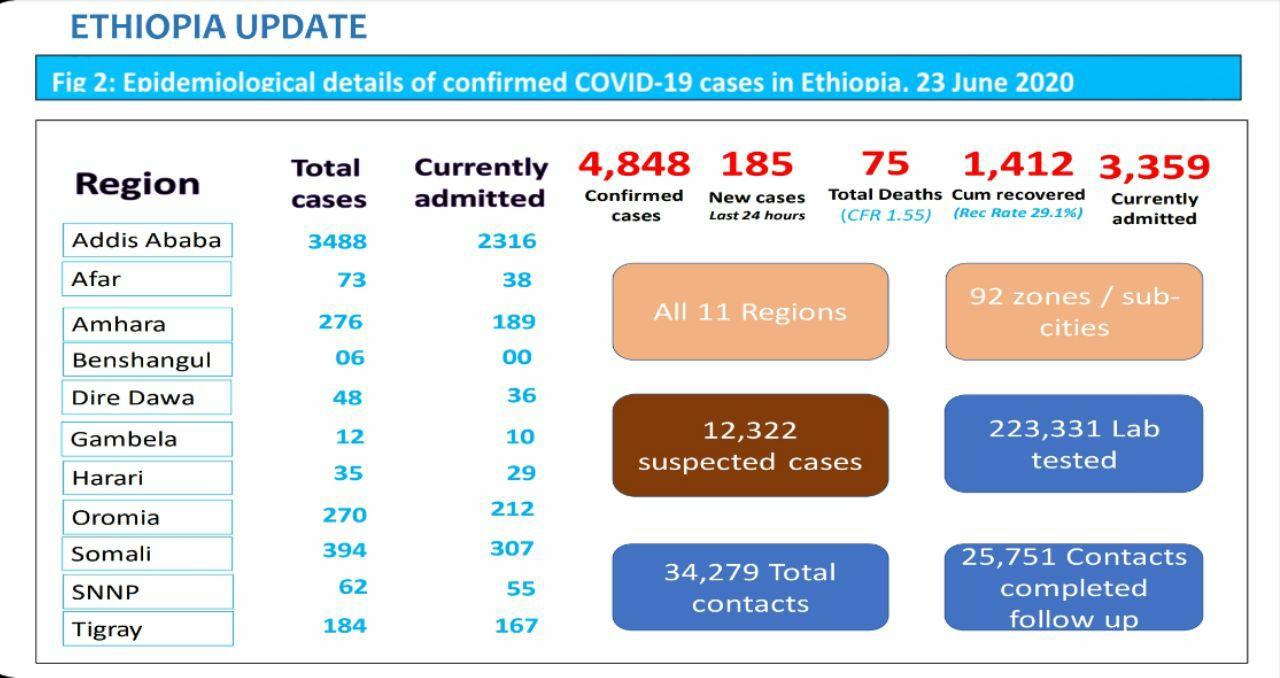 ETHIOPIA UPDATE
Fig 2: Epidemiological details of confirmed COVID-19 cases in Ethiopia, 23 June 2020
Region
Total cases
Currently admitted
Addis Ababa 3488 2316
Afar 73 38
Amhara 276 189
Benshangul 06 00
Dire Dawa 48 36
Gambela 12 10
Harari 35 29
Oromia 270 212
Somali 394 307
SNNP 62 55
Tigray 184 167
4,848
Confirmed
cases
185
New cases
Last 24 hours
75
Total Deaths
(CFR 1.55)
1,412
Cum recovered
(Rec Rate 29.1%)
3,359
Currently
admitted
All 11 Regions
92 zones / sub-
cities
12,322
suspected cases
223,331 Lab
tested
34,279 Total
contacts
25,751 Contacts
completed
follow up